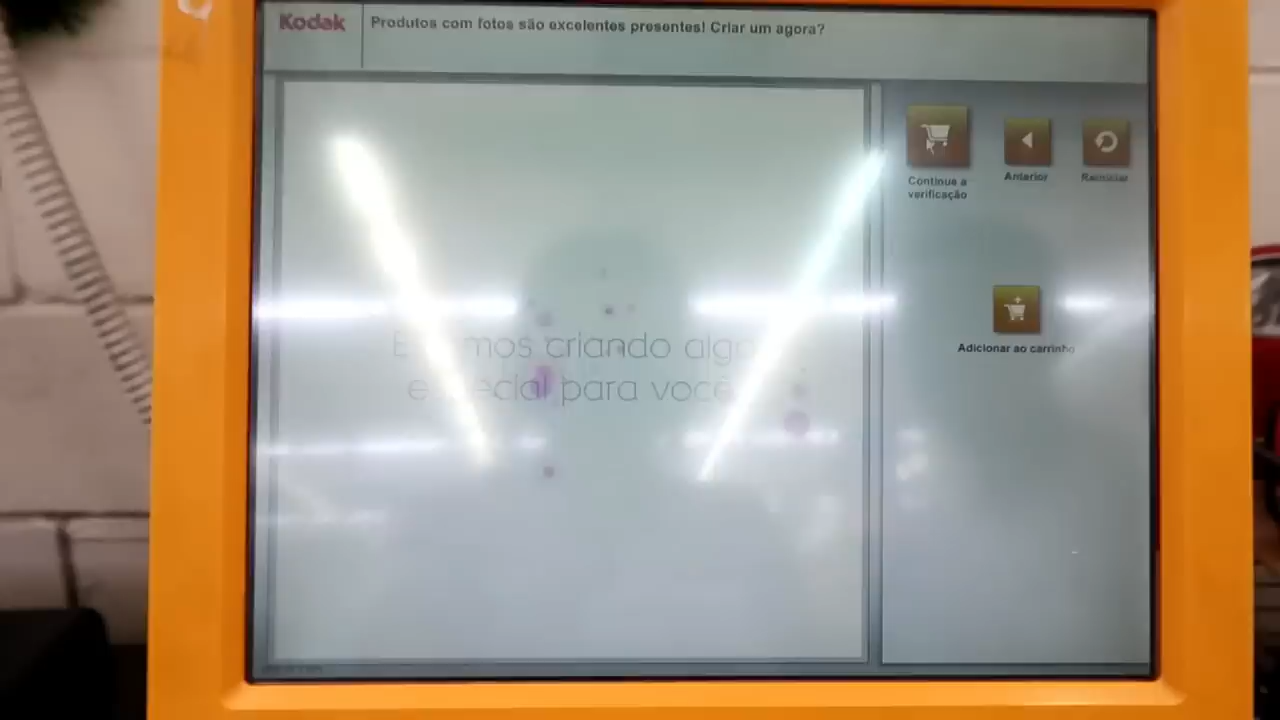 Kodak
Produtos com fotos são excelentes presentes! Criar um agora?
Continue a
verificação
Anterior
Reiniciar
criando
para você
Adicionar ao carrinho